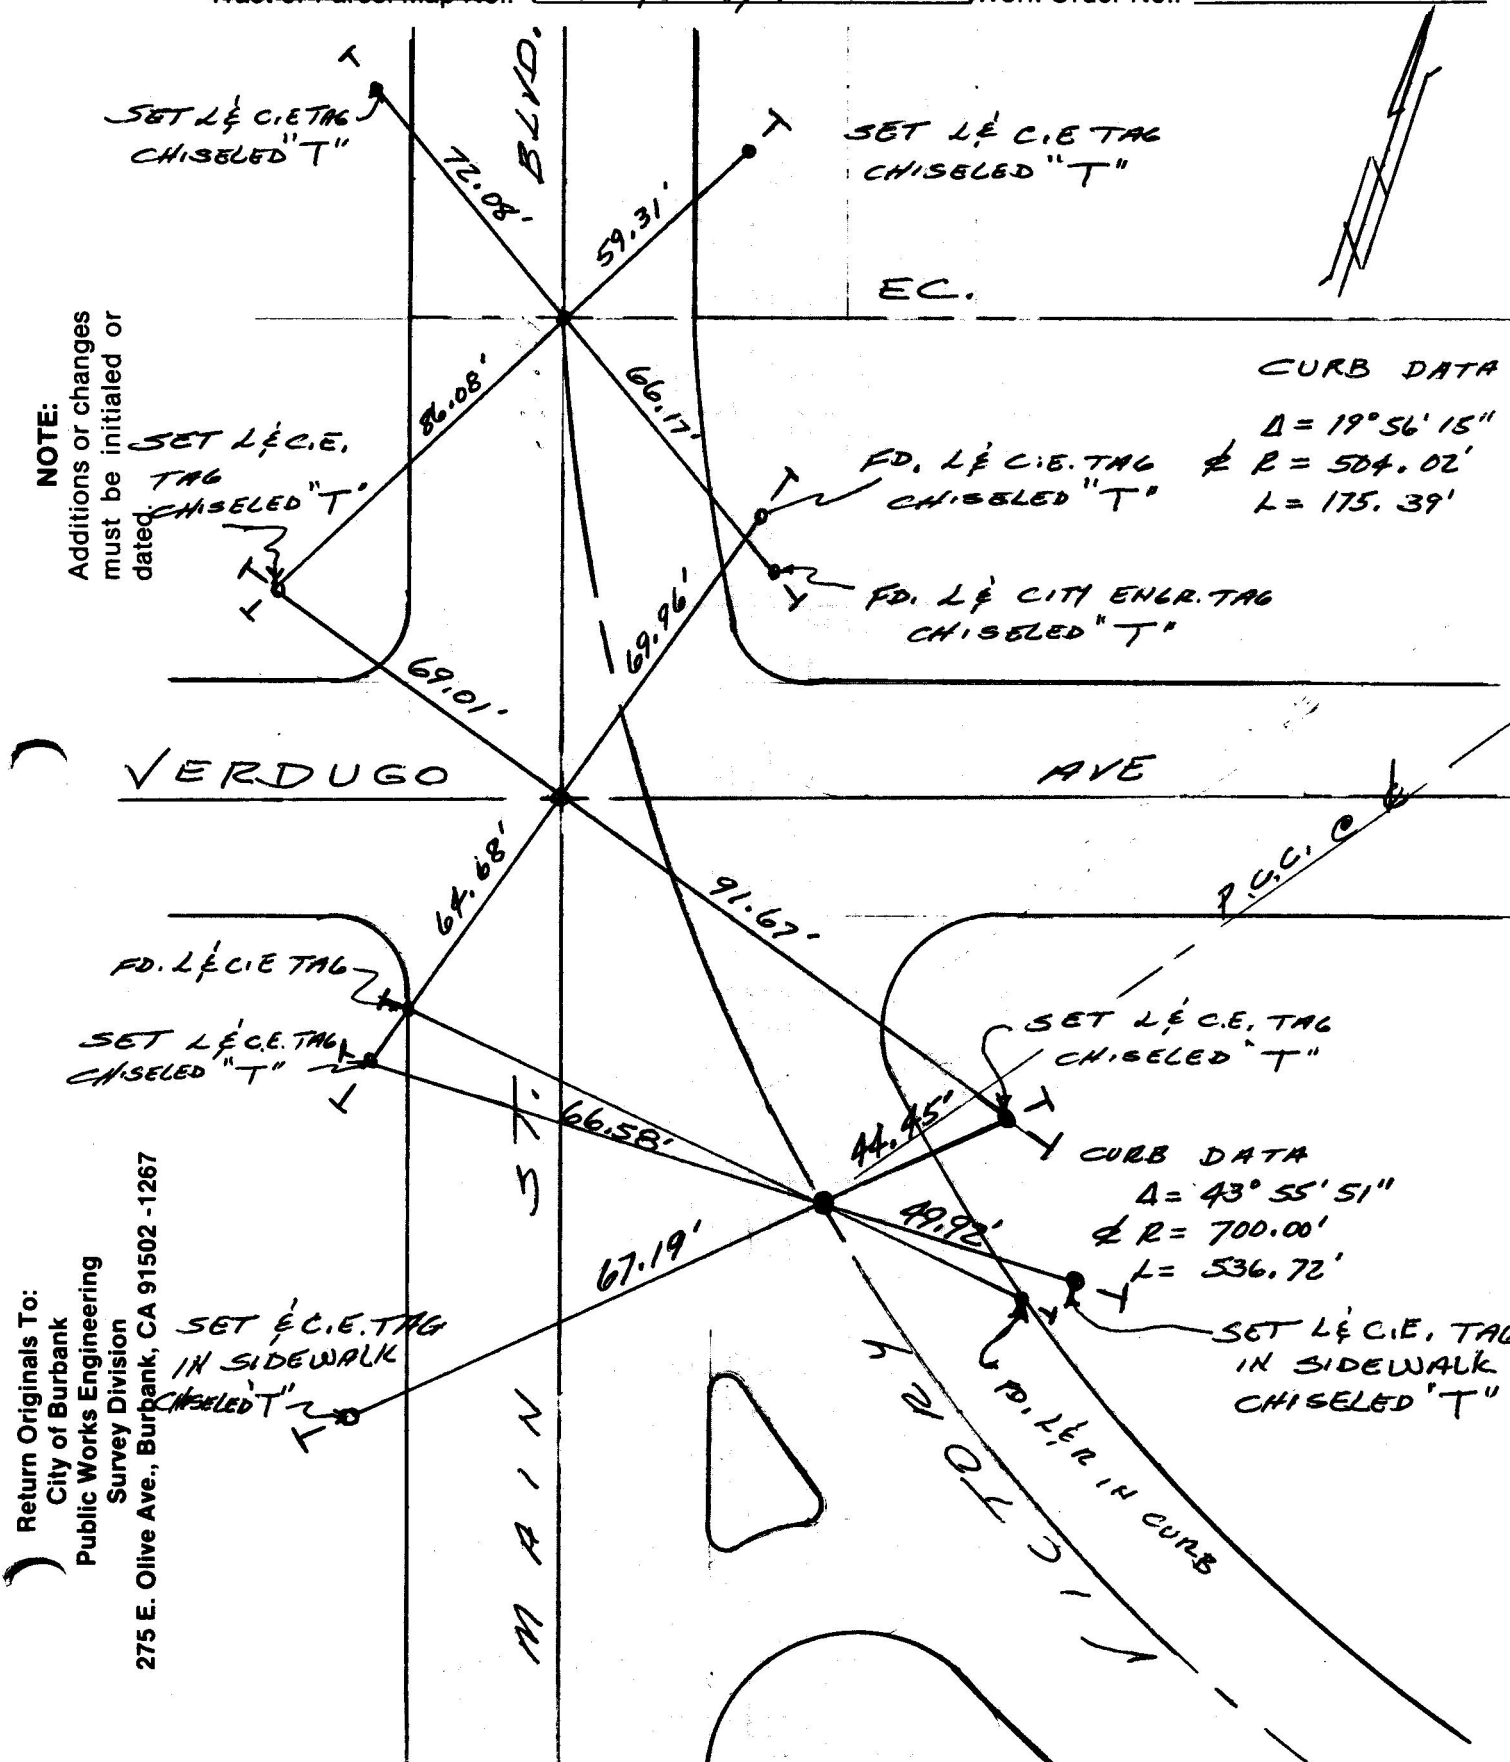 BLVD.
SET L & C.E TAG
CHISELED "T"
T
72.08'
T
SET L & C.E TAG
CHISELED "T"
59.31'
EC.
NOTE:
Additions or changes
must be initialed or
dated.
86.08'
66.17'
CURB DATA
Δ = 19° 56' 15"
R = 504.02'
L = 175.39'
SET L & C.E.
TAG
CHISELED "T"
T
T
T
FD. L & C.E. TAG
CHISELED "T"
T
FD. L & CITY ENGR. TAG
CHISELED "T"
69.01'
69.96'
VERDUGO AVE
P.C.C. @ ℄
64.68'
91.67'
FD. L & C.E TAG
T
SET L & C.E. TAG
CHISELED "T"
T
T
SET L & C.E. TAG
CHISELED "T"
T
T
66.58'
44.45'
CURB DATA
Δ = 43° 55' 51"
℄ R = 700.00'
L = 536.72'
49.92'
T
T
67.19'
SET L & C.E. TAG
IN SIDEWALK
CHISELED "T"
FD. L & R IN CURB
SET & C.E. TAG
IN SIDEWALK
CHISELED "T"
T
MAIN ST.
VICTORY
Return Originals To:
City of Burbank
Public Works Engineering
Survey Division
275 E. Olive Ave., Burbank, CA 91502 -1267